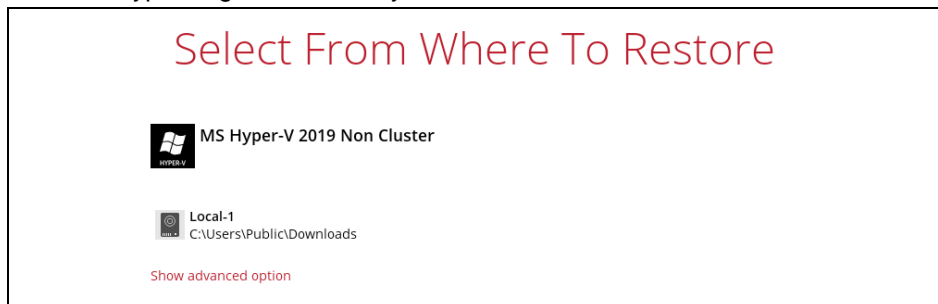 Select From Where To Restore
MS Hyper-V 2019 Non Cluster
HYPER-V
Local-1
C:\Users\Public\Downloads
Show advanced option